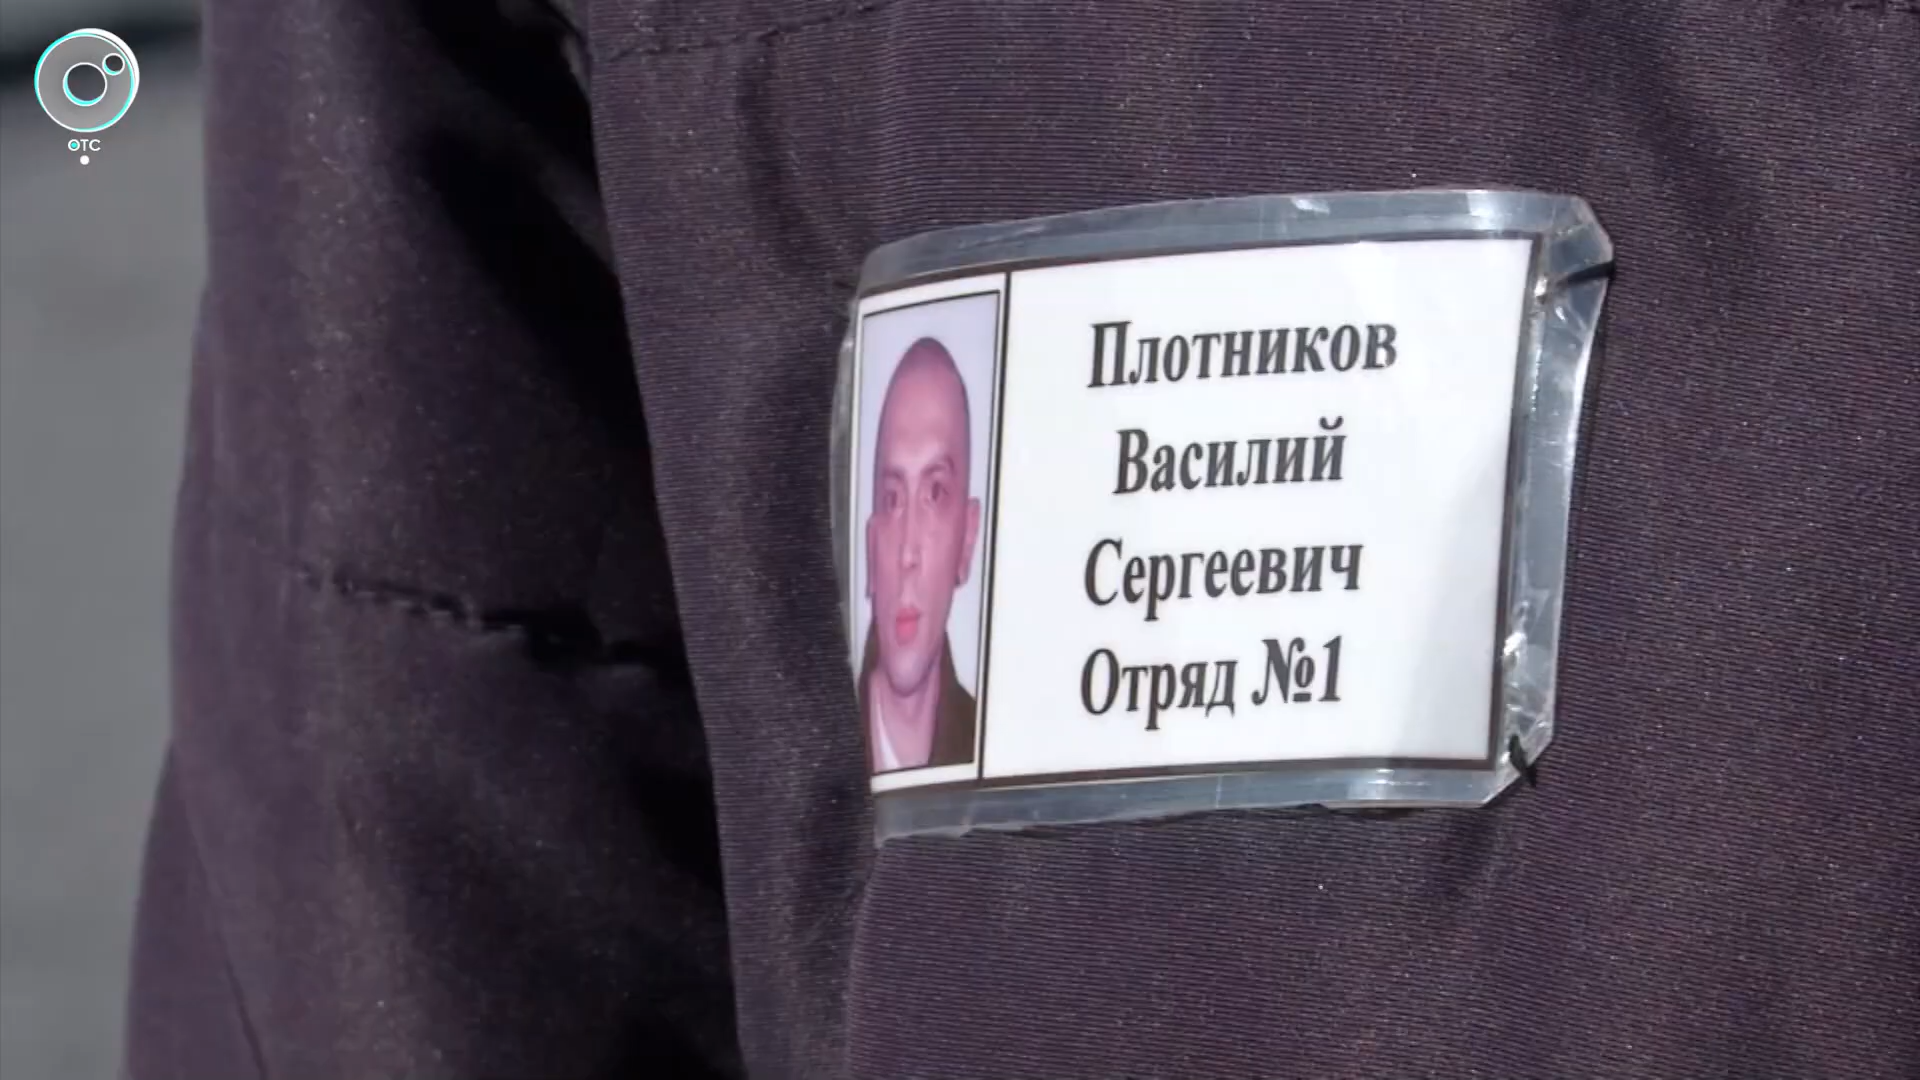 ОТС
Плотников
Василий
Сергеевич
Отряд №1